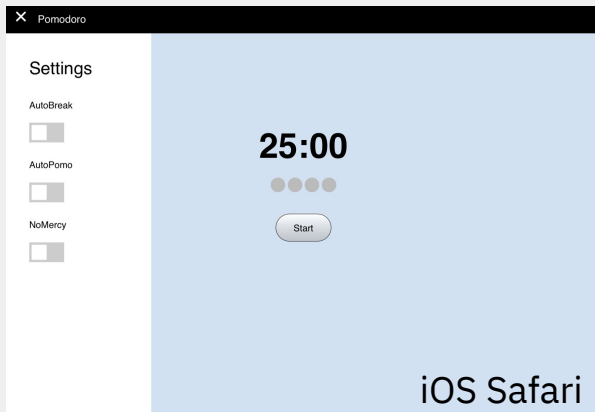 Pomodoro
Settings
AutoBreak
AutoPomo
NoMercy
25:00
Start
iOS Safari